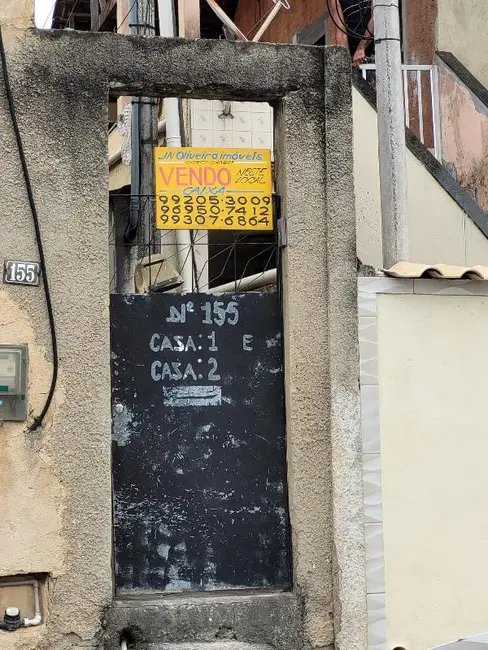 JN Oliveira imóveis
VENDO NESTE LOCAL
CAIXA
99205.3009
96950.7412
99307.6864
155
Nº 155
CASA: 1 E
CASA: 2